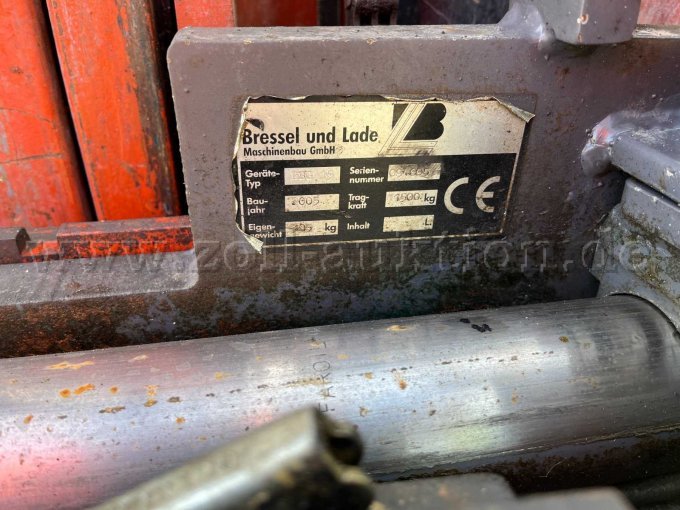 Bressel und Lade
Maschinenbau GmbH
Geräte-
Typ
Serien-
nummer
Bau-
jahr
2005
Trag-
kraft
1500 kg
Eigen-
gewicht
kg
Inhalt
L.
CE
www.zoll-auktion.de